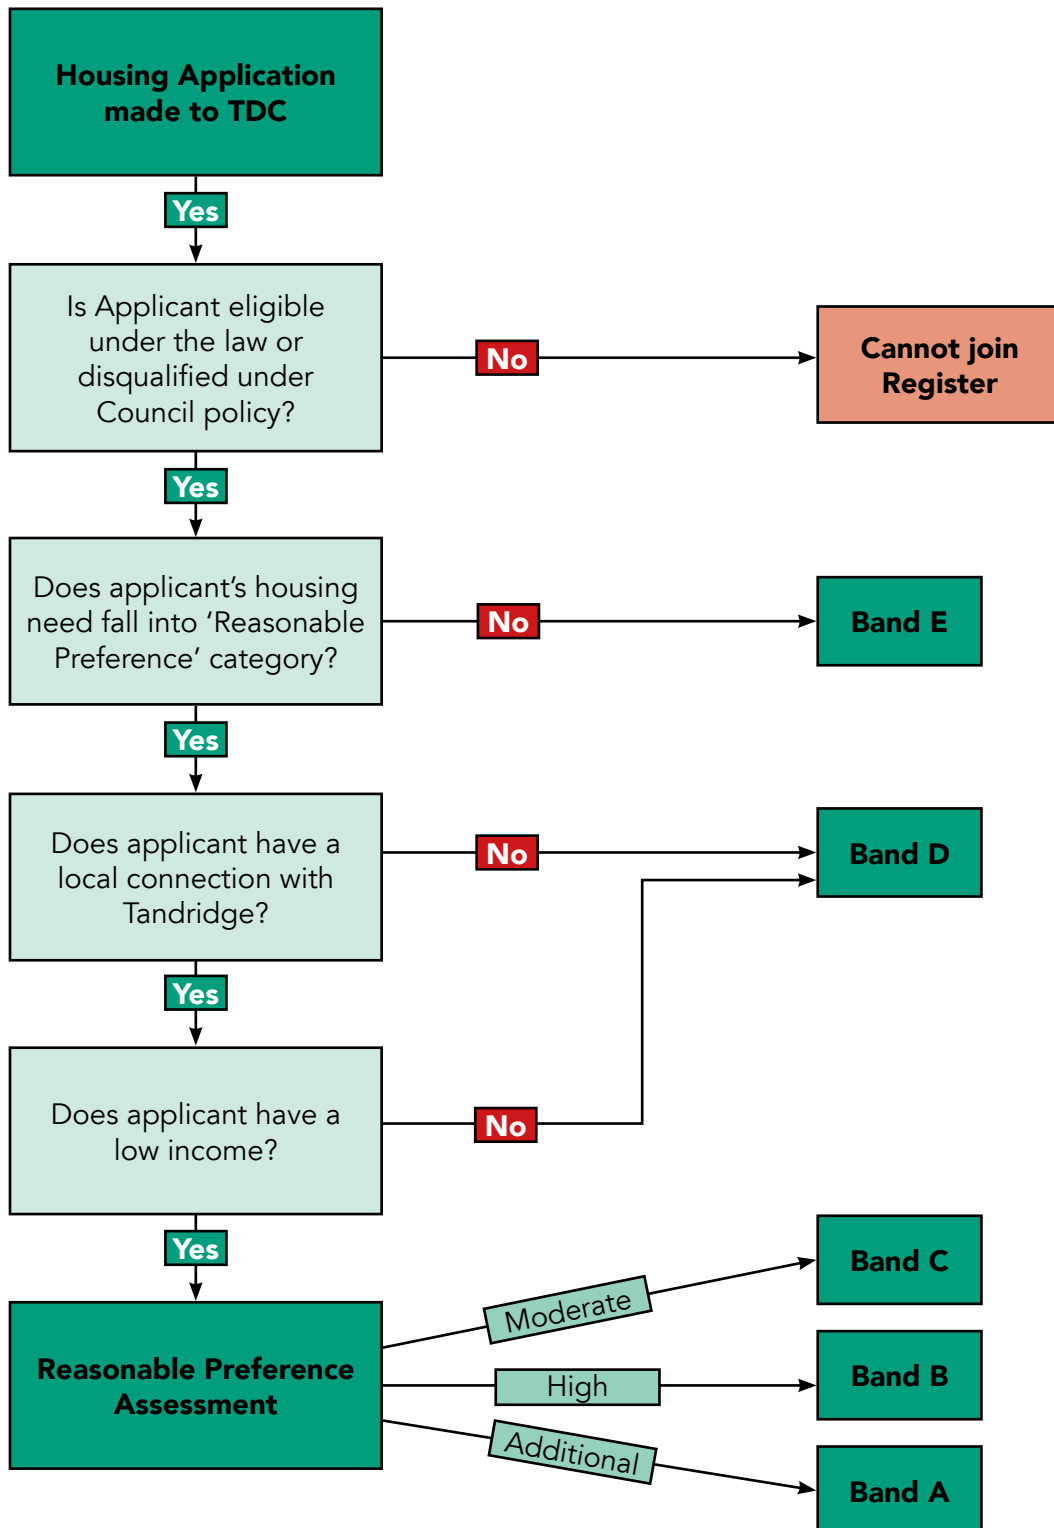 Housing Application
made to TDC
Yes
Is Applicant eligible
under the law or
disqualified under
Council policy?
No
Cannot join
Register
Yes
Does applicant's housing
need fall into ‘Reasonable
Preference’ category?
No
Band E
Yes
Does applicant have a
local connection with
Tandridge?
No
Band D
Yes
Does applicant have a
low income?
No
Yes
Reasonable Preference
Assessment
Moderate
Band C
High
Band B
Additional
Band A